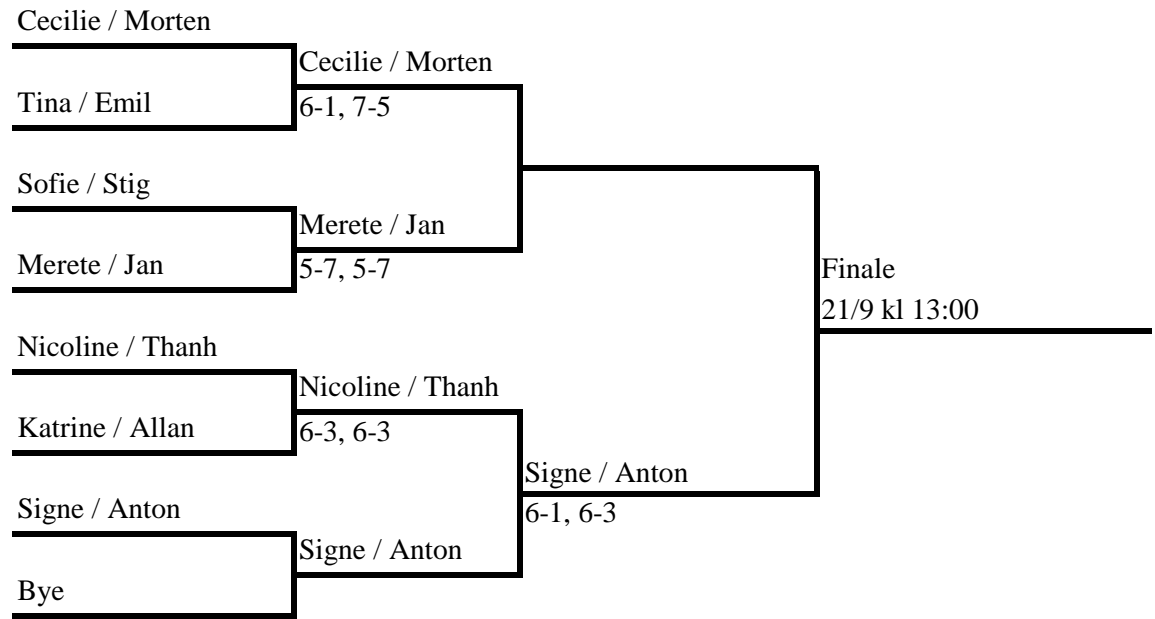 Cecilie / Morten
Cecilie / Morten
Tina / Emil
6-1, 7-5
Sofie / Stig
Merete / Jan
Merete / Jan
5-7, 5-7
Finale
21/9 kl 13:00
Nicoline / Thanh
Nicoline / Thanh
Katrine / Allan
6-3, 6-3
Signe / Anton
6-1, 6-3
Signe / Anton
Signe / Anton
Bye